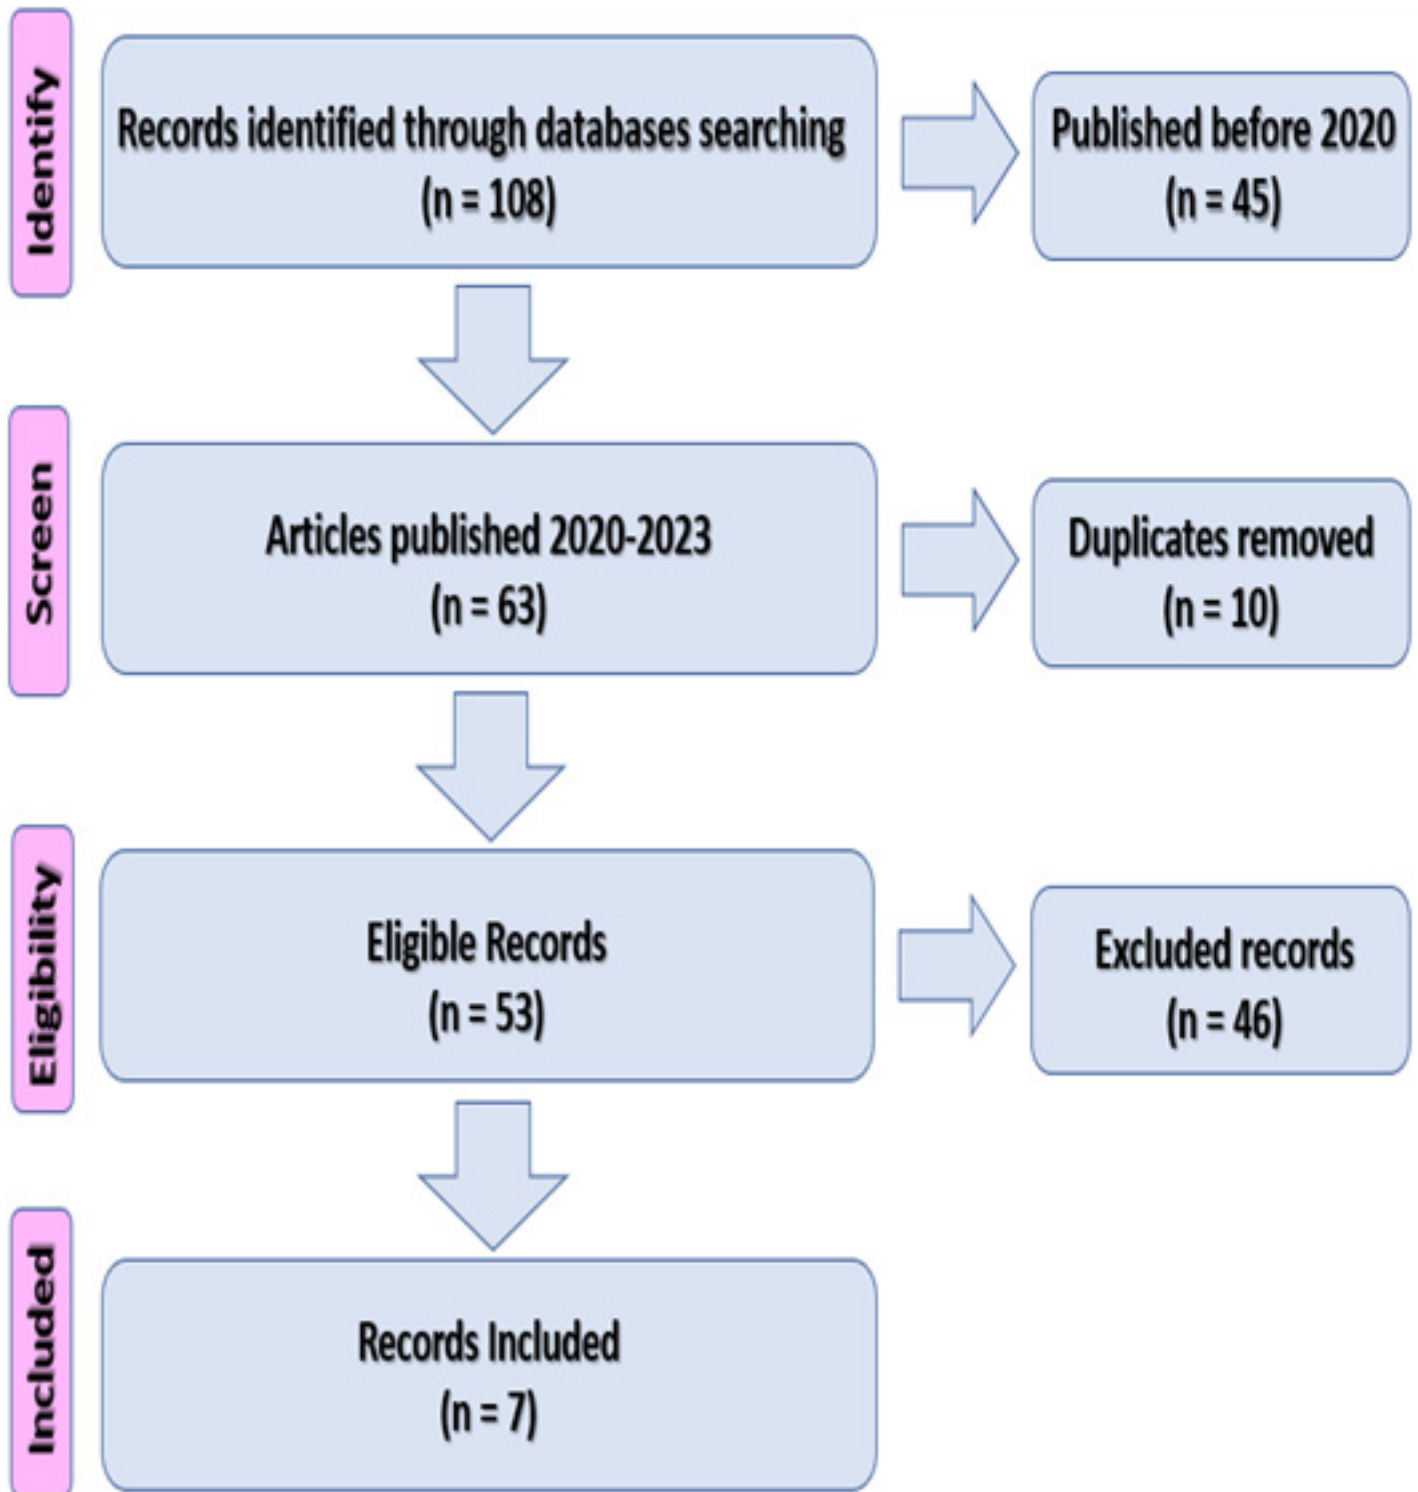 Identify
Records identified through databases searching
(n = 108)
Published before 2020
(n = 45)
Screen
Articles published 2020-2023
(n = 63)
Duplicates removed
(n = 10)
Eligibility
Eligible Records
(n = 53)
Excluded records
(n = 46)
Included
Records Included
(n = 7)